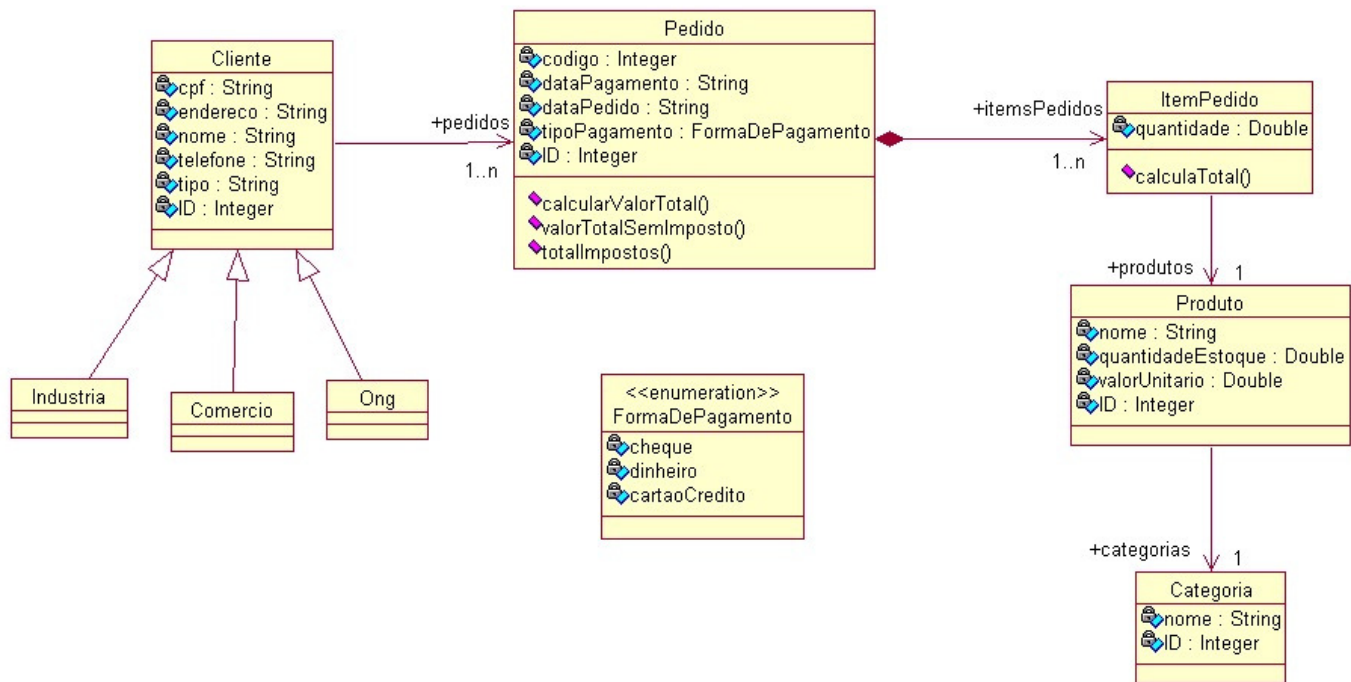 Cliente
cpf : String
endereco : String
nome : String
telefone : String
tipo : String
ID : Integer
+pedidos
1..n
Pedido
codigo : Integer
dataPagamento : String
dataPedido : String
tipoPagamento : FormaDePagamento
ID : Integer
calcularValorTotal()
valorTotalSemImposto()
totalImpostos()
+itemsPedidos
1..n
ItemPedido
quantidade : Double
calculaTotal()
+produtos
1
Produto
nome : String
quantidadeEstoque : Double
valorUnitario : Double
ID : Integer
Industria
Comercio
Ong
<<enumeration>>
FormaDePagamento
cheque
dinheiro
cartaoCredito
+categorias
1
Categoria
nome : String
ID : Integer